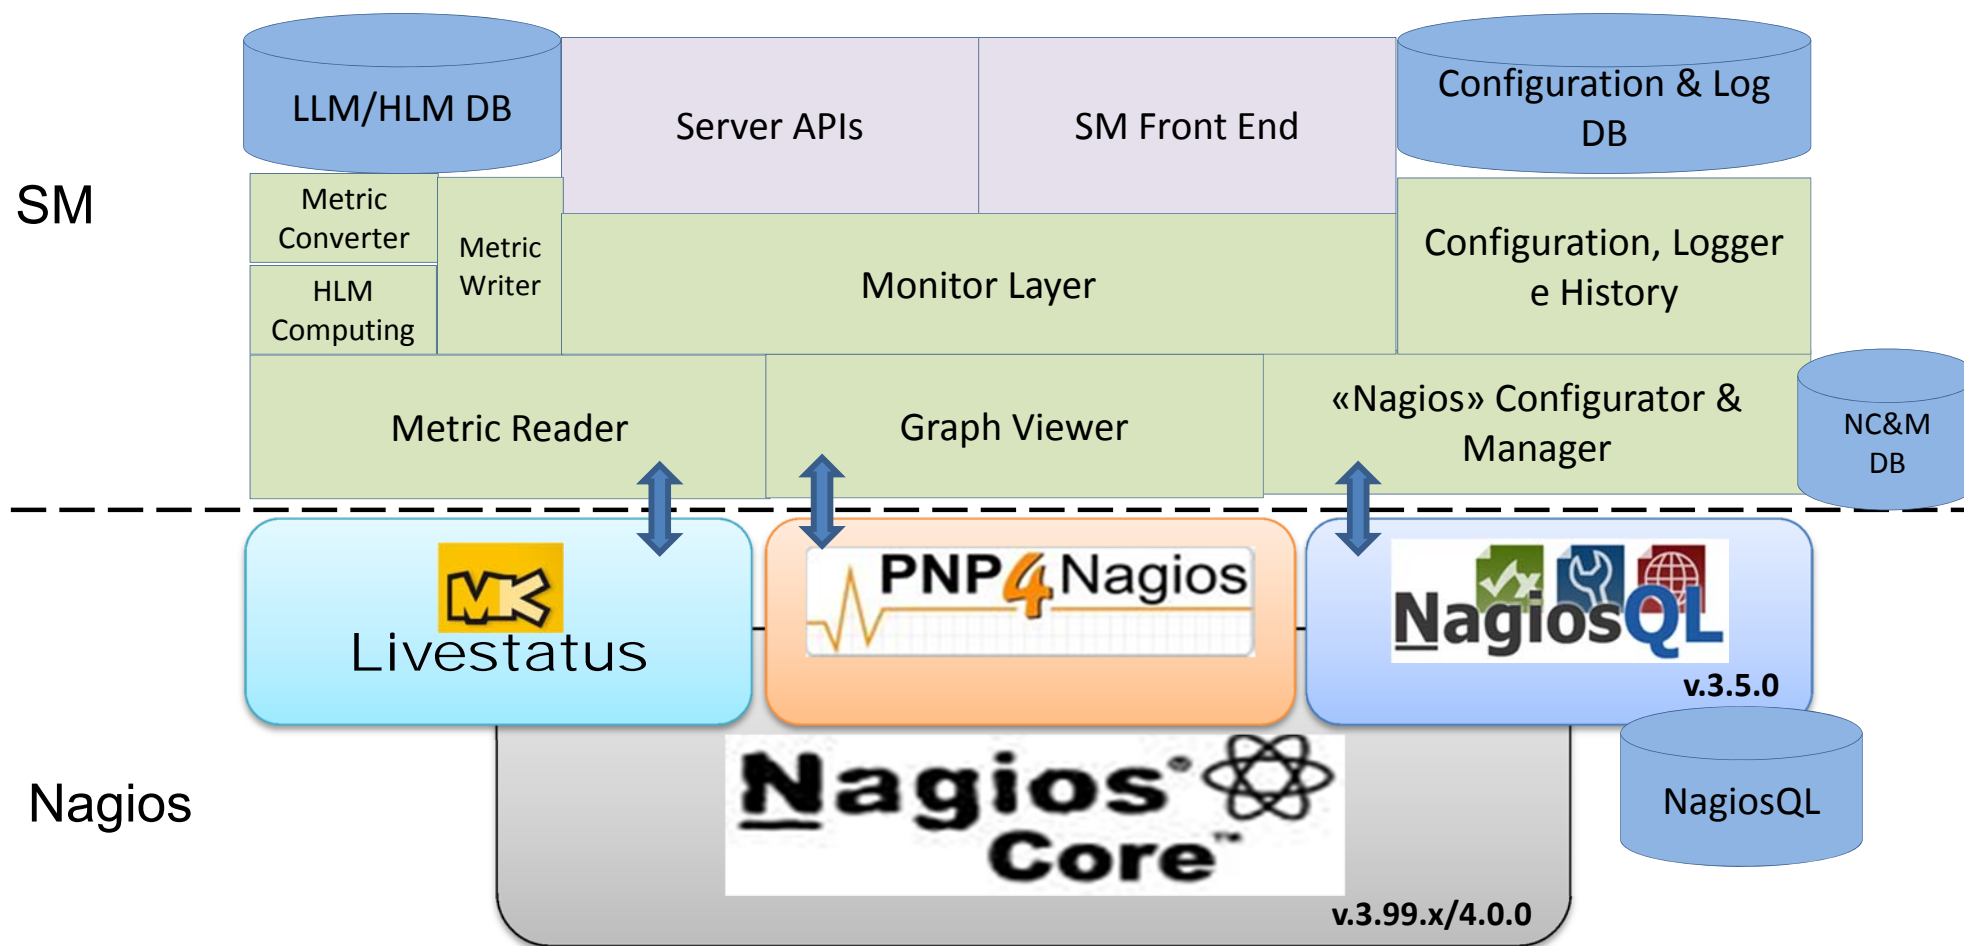 LLM/HLM DB
Server APIs
SM Front End
Configuration & Log
DB
SM
Metric
Converter
Metric
Writer
HLM
Computing
Monitor Layer
Configuration, Logger
e History
Metric Reader
Graph Viewer
«Nagios» Configurator &
Manager
NC&M
DB
MK
Livestatus
PNP4Nagios
NagiosQL
v.3.5.0
Nagios
Nagios®
Core™
v.3.99.x/4.0.0
NagiosQL